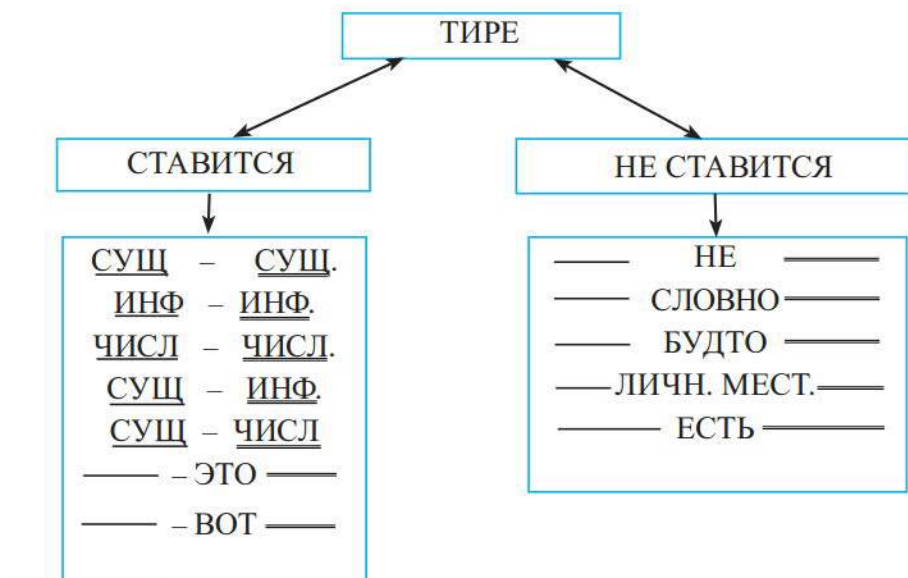 ТИРЕ
СТАВИТСЯ
СУЩ – СУЩ.
ИНФ – ИНФ.
ЧИСЛ – ЧИСЛ.
СУЩ – ИНФ.
СУЩ – ЧИСЛ
– ЭТО
– ВОТ
НЕ СТАВИТСЯ
НЕ
СЛОВНО
БУДТО
ЛИЧН. МЕСТ.
ЕСТЬ